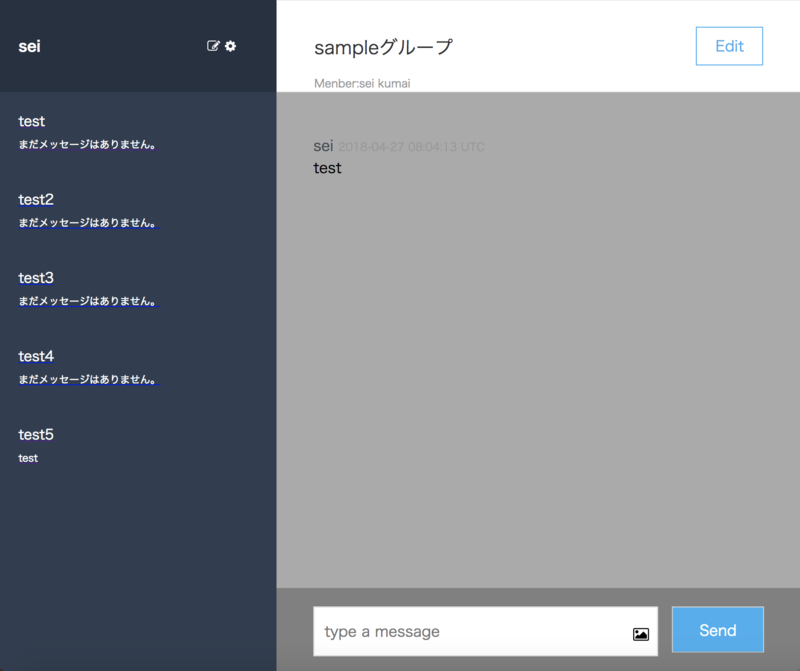 sei
test
まだメッセージはありません。
test2
まだメッセージはありません。
test3
まだメッセージはありません。
test4
まだメッセージはありません。
test5
test
sampleグループ
Edit
Menber:sei kumai
sei 2018-04-27 08:04:13 UTC
test
type a message
Send